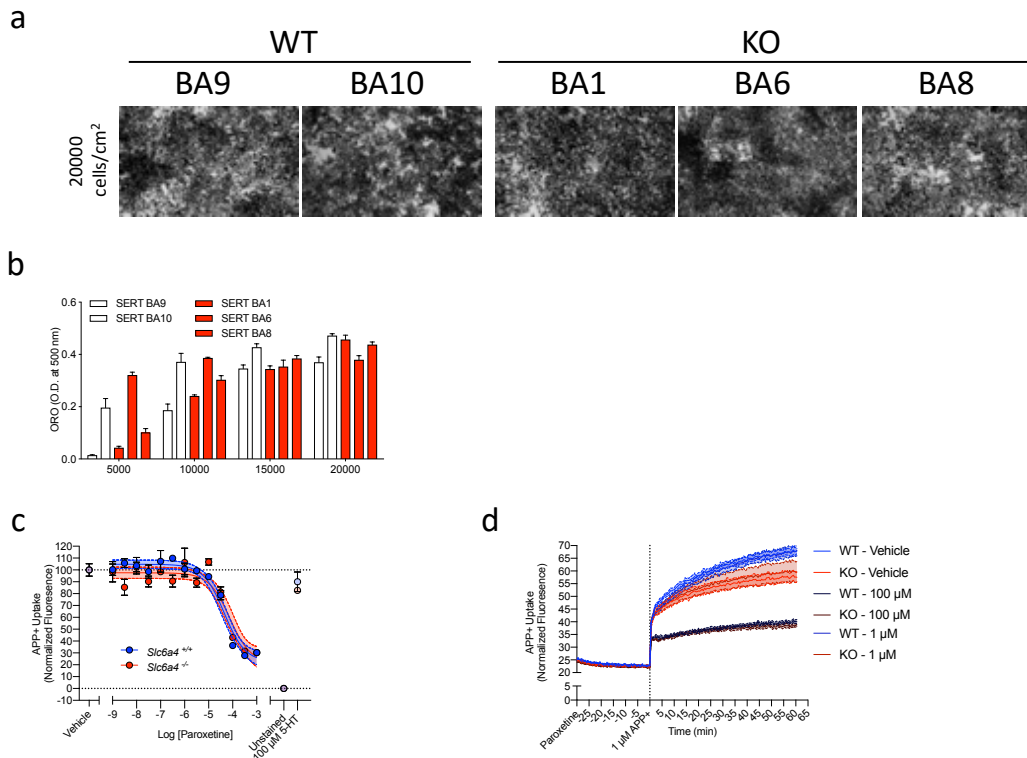 a
WT
KO
BA9
BA10
BA1
BA6
BA8
20000
cells/cm²
b
0.6
0.4
0.2
0.0
ORO (O.D. at 500 nm)
SERT BA9
SERT BA10
SERT BA1
SERT BA6
SERT BA8
5000
10000
15000
20000
c
120
110
100
90
80
70
60
50
40
30
20
10
0
-10
APP+ Uptake
(Normalized Fluoresence)
Slc6a4 +/+
Slc6a4 -/-
Vehicle
-9
-8
-7
-6
-5
-4
-3
Log [Paroxetine]
Unstained
100 µM 5-HT
d
70
65
60
55
50
45
40
35
30
25
20
15
10
5
0
APP+ Uptake
(Normalized Fluoresence)
WT - Vehicle
KO - Vehicle
WT - 100 µM
KO - 100 µM
WT - 1 µM
KO - 1 µM
Paroxetine
-25
-20
-15
-10
-5
1 µM APP+
5
10
15
20
25
30
35
40
45
50
55
60
65
Time (min)